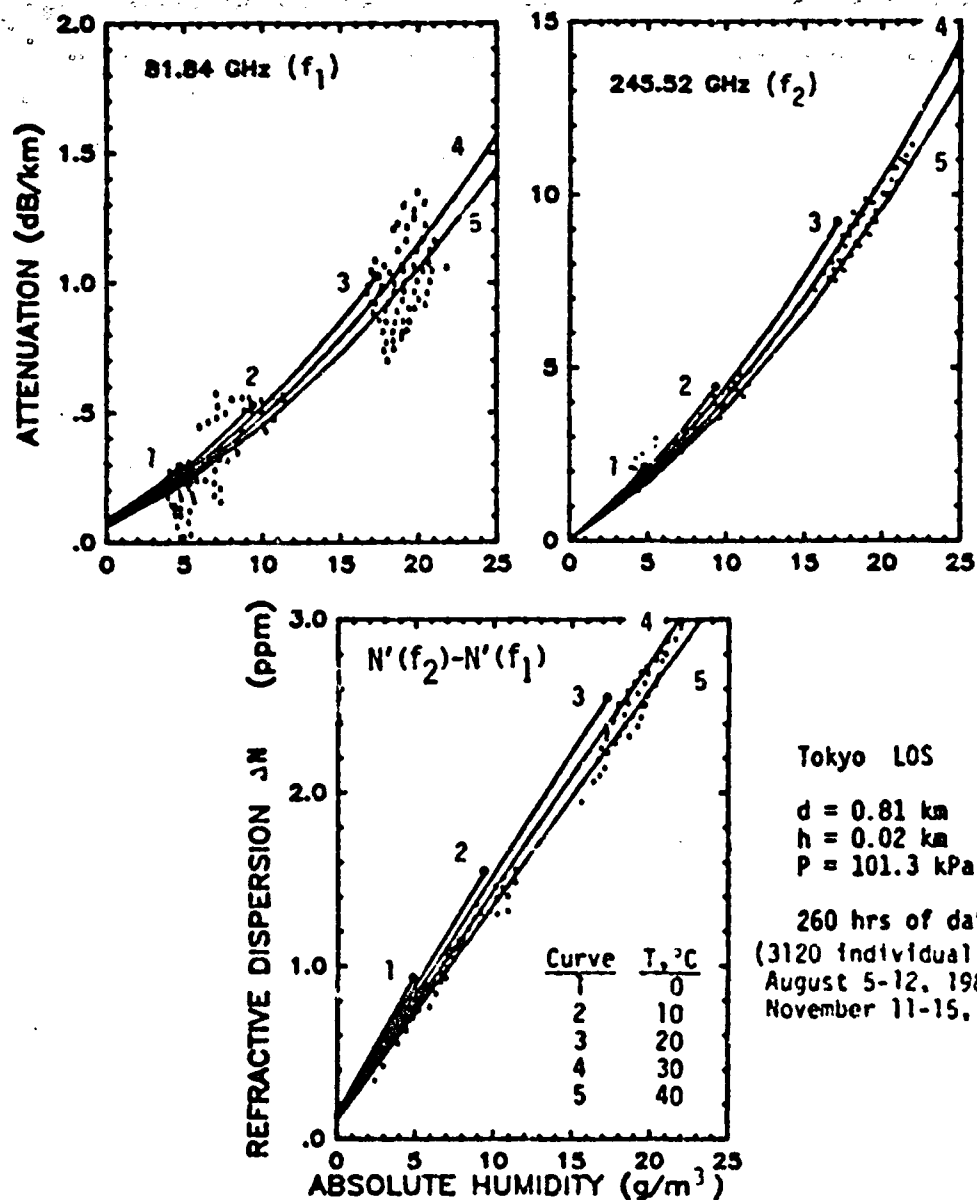 81.84 GHz (f₁)
ATTENUATION (dB/km)
2.0
1.5
1.0
.5
.0
0 5 10 15 20 25
1
2
3
4
5
245.52 GHz (f₂)
15
10
5
0
0 5 10 15 20 25
1
2
3
4
5
N'(f₂)-N'(f₁)
REFRACTIVE DISPERSION ΔN (ppm)
3.0
2.0
1.0
.0
0 5 10 15 20 25
1
2
3
4
5
Curve T,°C
1 0
2 10
3 20
4 30
5 40
ABSOLUTE HUMIDITY (g/m³)
Tokyo LOS
d = 0.81 km
h = 0.02 km
P = 101.3 kPa
260 hrs of
(3120 individual
August 5-12,
November 11-15,